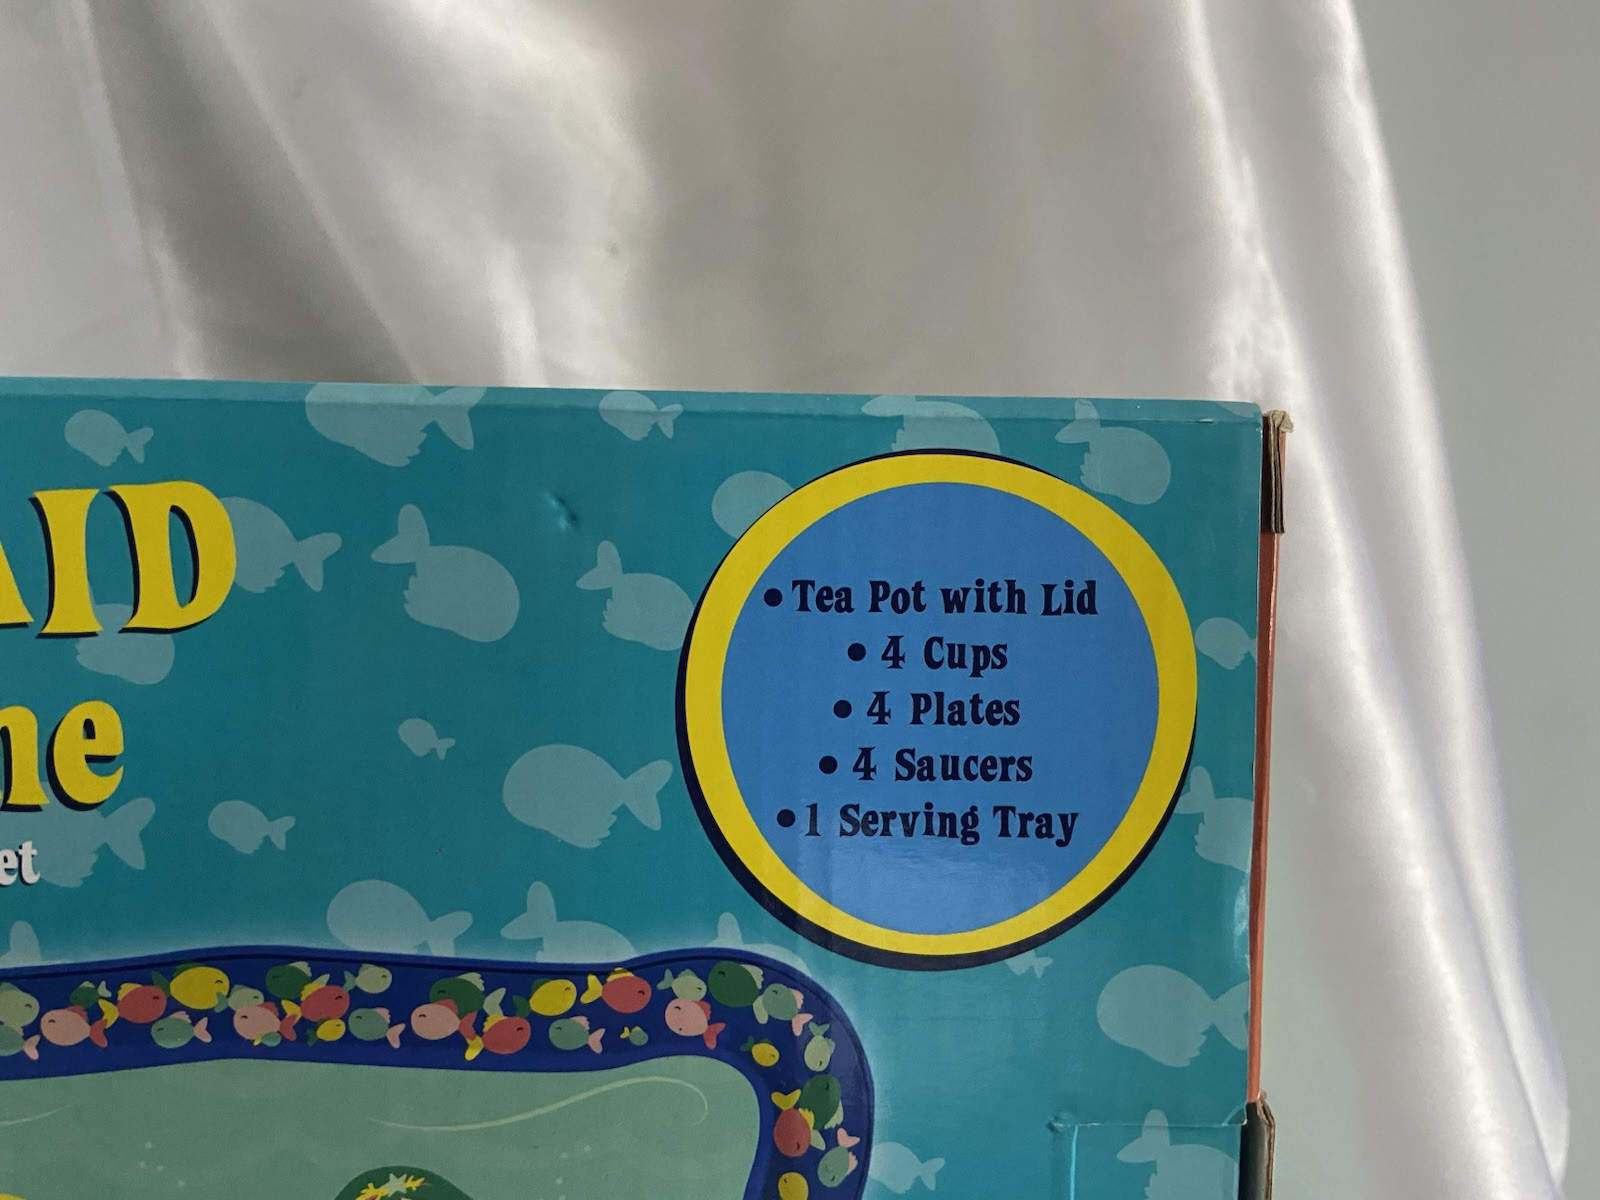 AID
ne
et
• Tea Pot with Lid
• 4 Cups
• 4 Plates
• 4 Saucers
• 1 Serving Tray